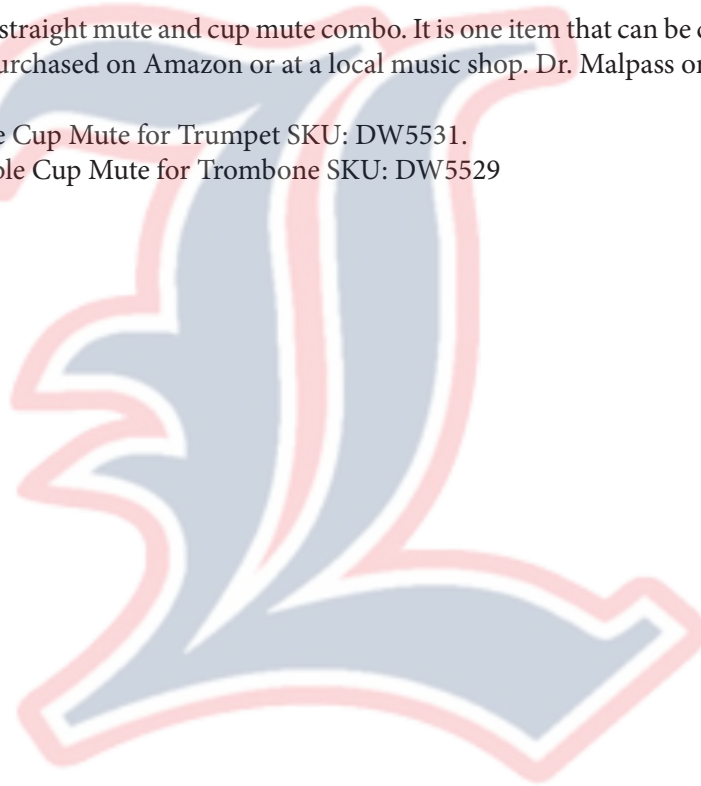 straight mute and cup mute combo. It is one item that can be
urchased on Amazon or at a local music shop. Dr. Malpass or
Cup Mute for Trumpet SKU: DW5531.
Cup Mute for Trombone SKU: DW5529